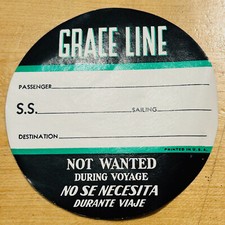 GRACE LINE
PASSENGER
S.S. SAILING
DESTINATION
PRINTED IN U.S.A.
NOT WANTED
DURING VOYAGE
NO SE NECESITA
DURANTE VIAJE